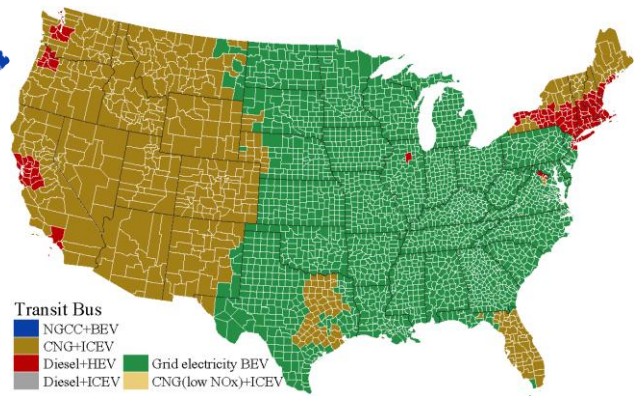 Transit Bus
NGCC+BEV
CNG+ICEV
Diesel+HEV Grid electricity BEV
Diesel+ICEV CNG(low NOx)+ICEV